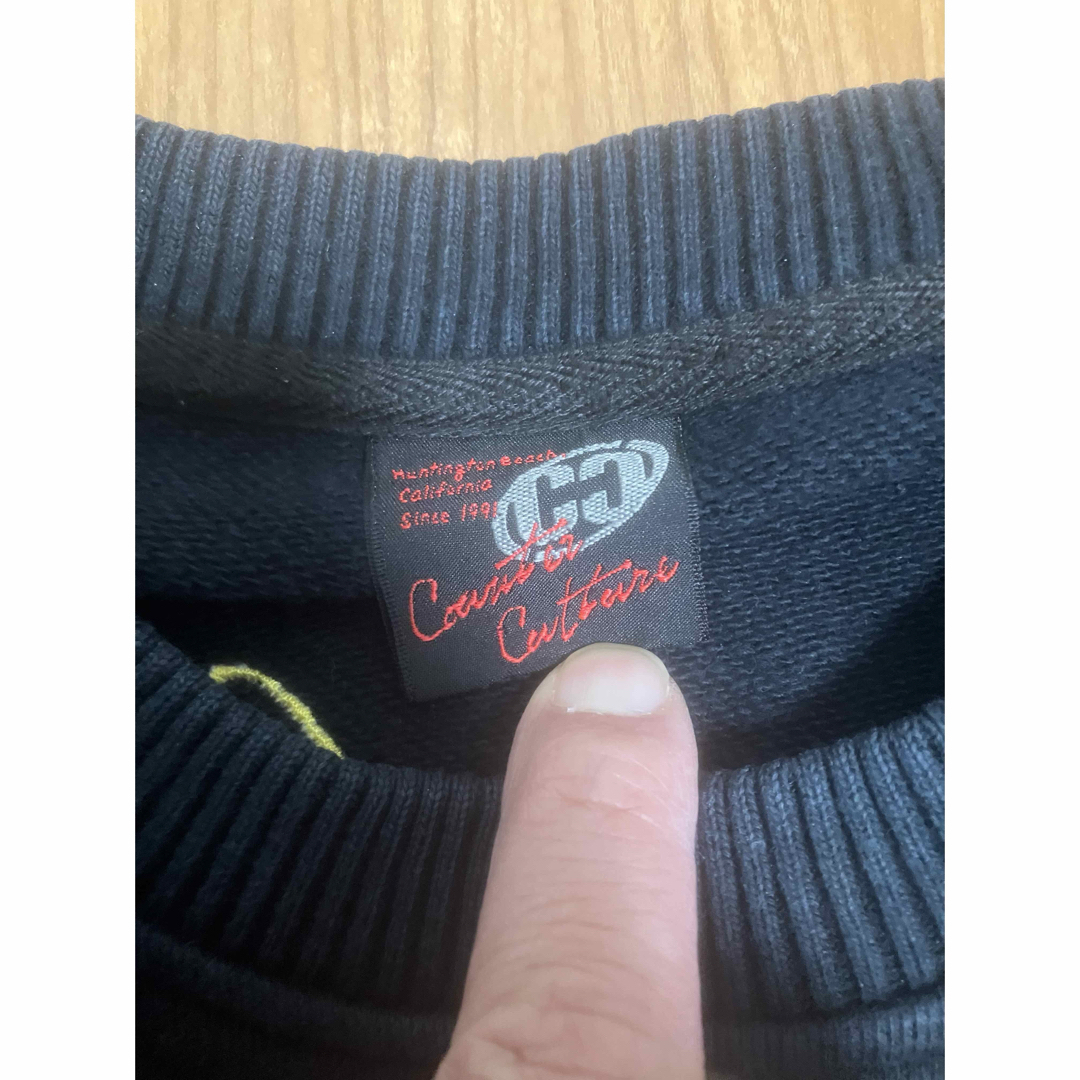 Huntington Beach
California
Since 1991
CC
Counter
Culture